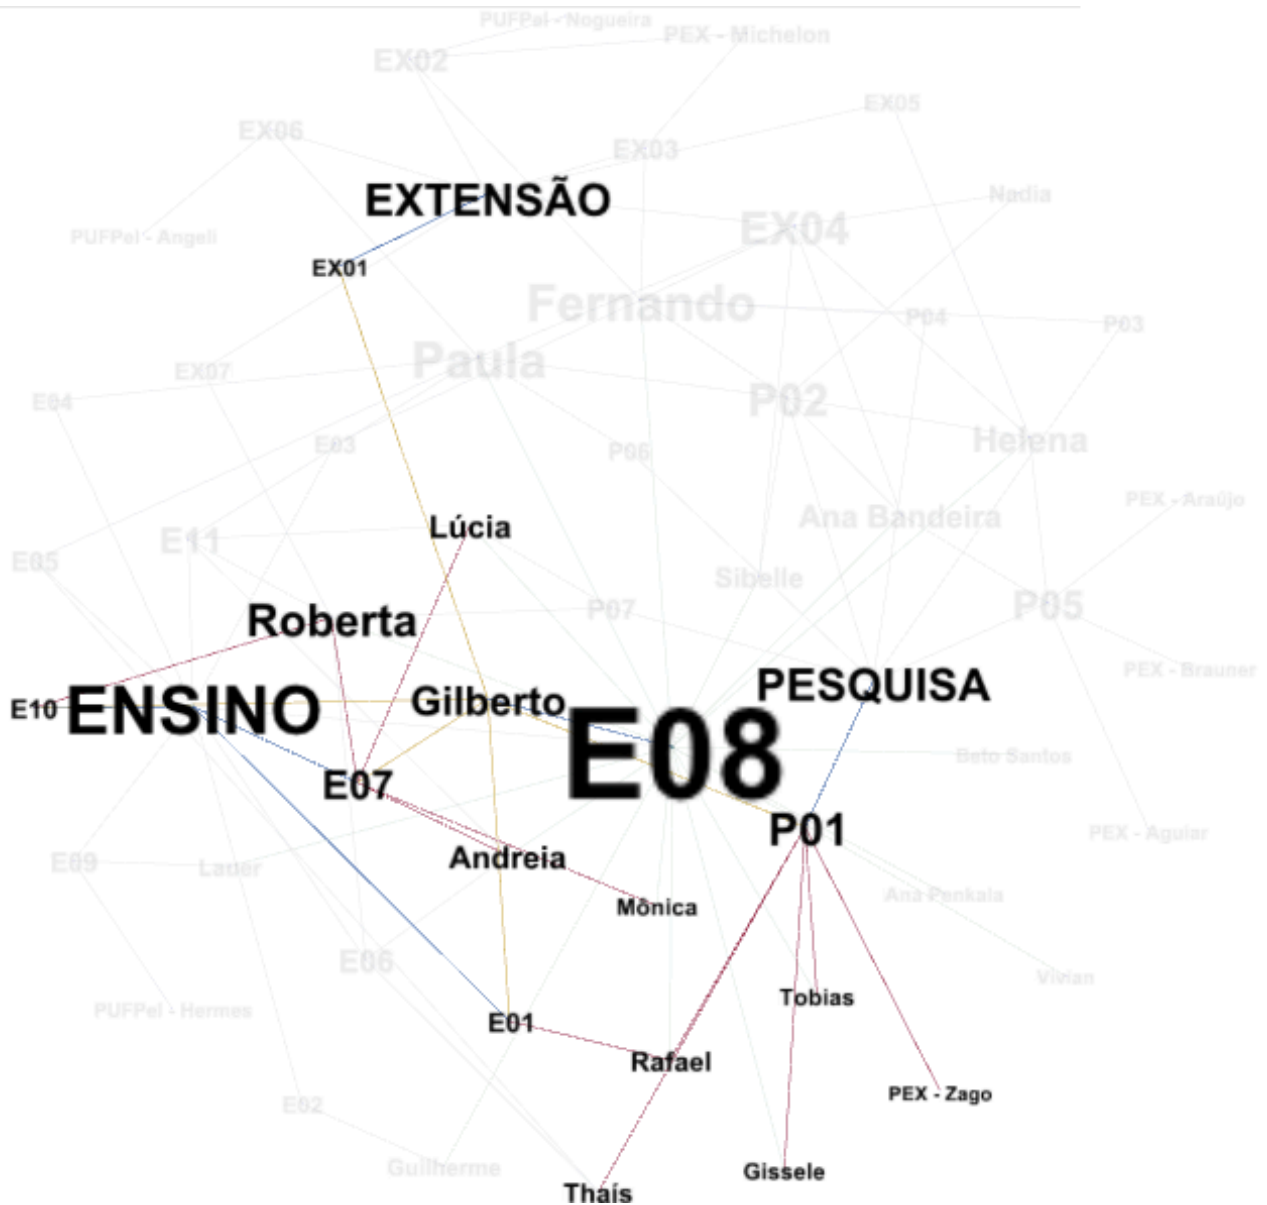 PUFPel - Nogueira
PEX - Michelon
EX02
EX05
EX06
EX03
EXTENSÃO
Nadia
EX04
PUFPel - Angeli
EX01
Fernando
P04
P03
Paula
EX07
P02
E04
E03
P06
Helena
PEX - Araújo
Ana Bandeira
Lúcia
E11
E05
Sibelle
P07
P05
Roberta
PEX - Brauner
PESQUISA
Gilberto
E10
ENSINO
E08
Beto Santos
E07
P01
PEX - Aguiar
Andreia
E09
Lauer
Ana Penkala
Mônica
E06
Vivian
Tobias
PUFPel - Hermes
E01
Rafael
PEX - Zago
E02
Guilherme
Gissele
Thaís